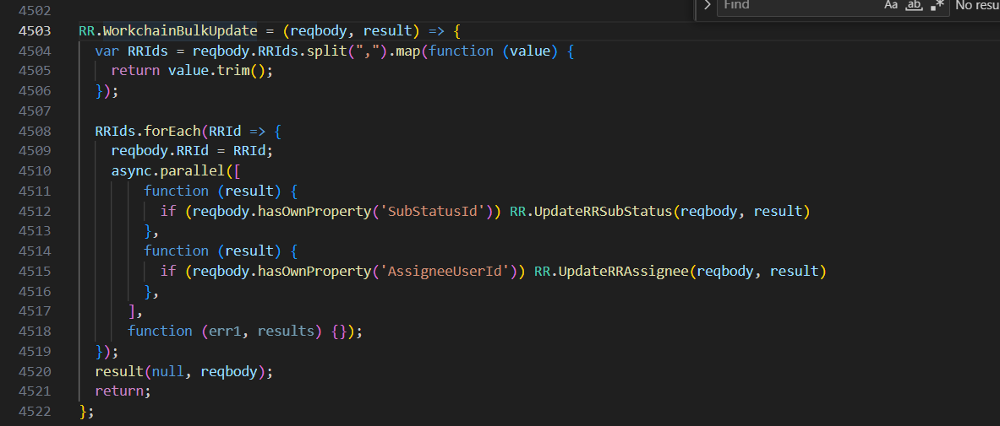 Find Aa ab .* No resu
4502
4503 RR.WorkchainBulkUpdate = (reqbody, result) => {
4504 var RRIds = reqbody.RRIds.split(",").map(function (value) {
4505 return value.trim();
4506 });
4507
4508 RRIds.forEach(RRId => {
4509 reqbody.RRId = RRId;
4510 async.parallel([
4511 function (result) {
4512 if (reqbody.hasOwnProperty('SubStatusId')) RR.UpdateRRSubStatus(reqbody, result)
4513 },
4514 function (result) {
4515 if (reqbody.hasOwnProperty('AssigneeUserId')) RR.UpdateRRAssignee(reqbody, result)
4516 },
4517 ],
4518 function (err1, results) {});
4519 });
4520 result(null, reqbody);
4521 return;
4522 };